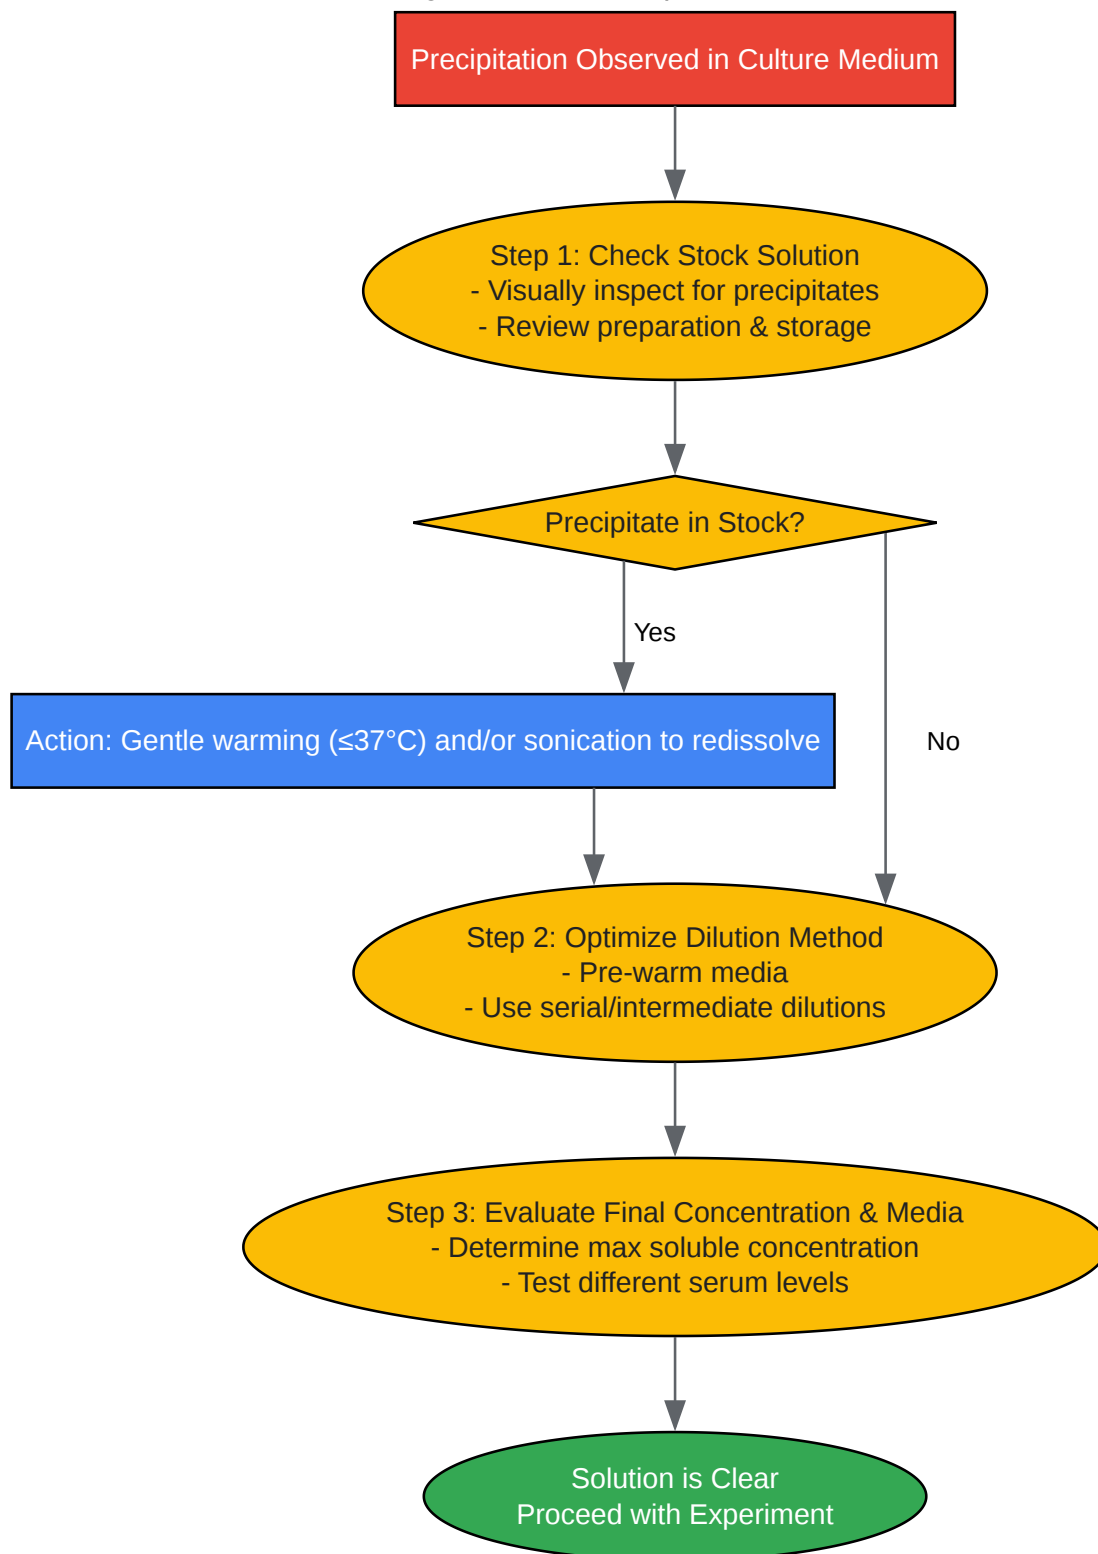 Precipitation Observed in Culture Medium
Step 1: Check Stock Solution
- Visually inspect for precipitates
- Review preparation & storage
Precipitate in Stock?
Yes
Action: Gentle warming (≤37°C) and/or sonication to redissolve
No
Step 2: Optimize Dilution Method
- Pre-warm media
- Use serial/intermediate dilutions
Step 3: Evaluate Final Concentration & Media
- Determine max soluble concentration
- Test different serum levels
Solution is Clear
Proceed with Experiment